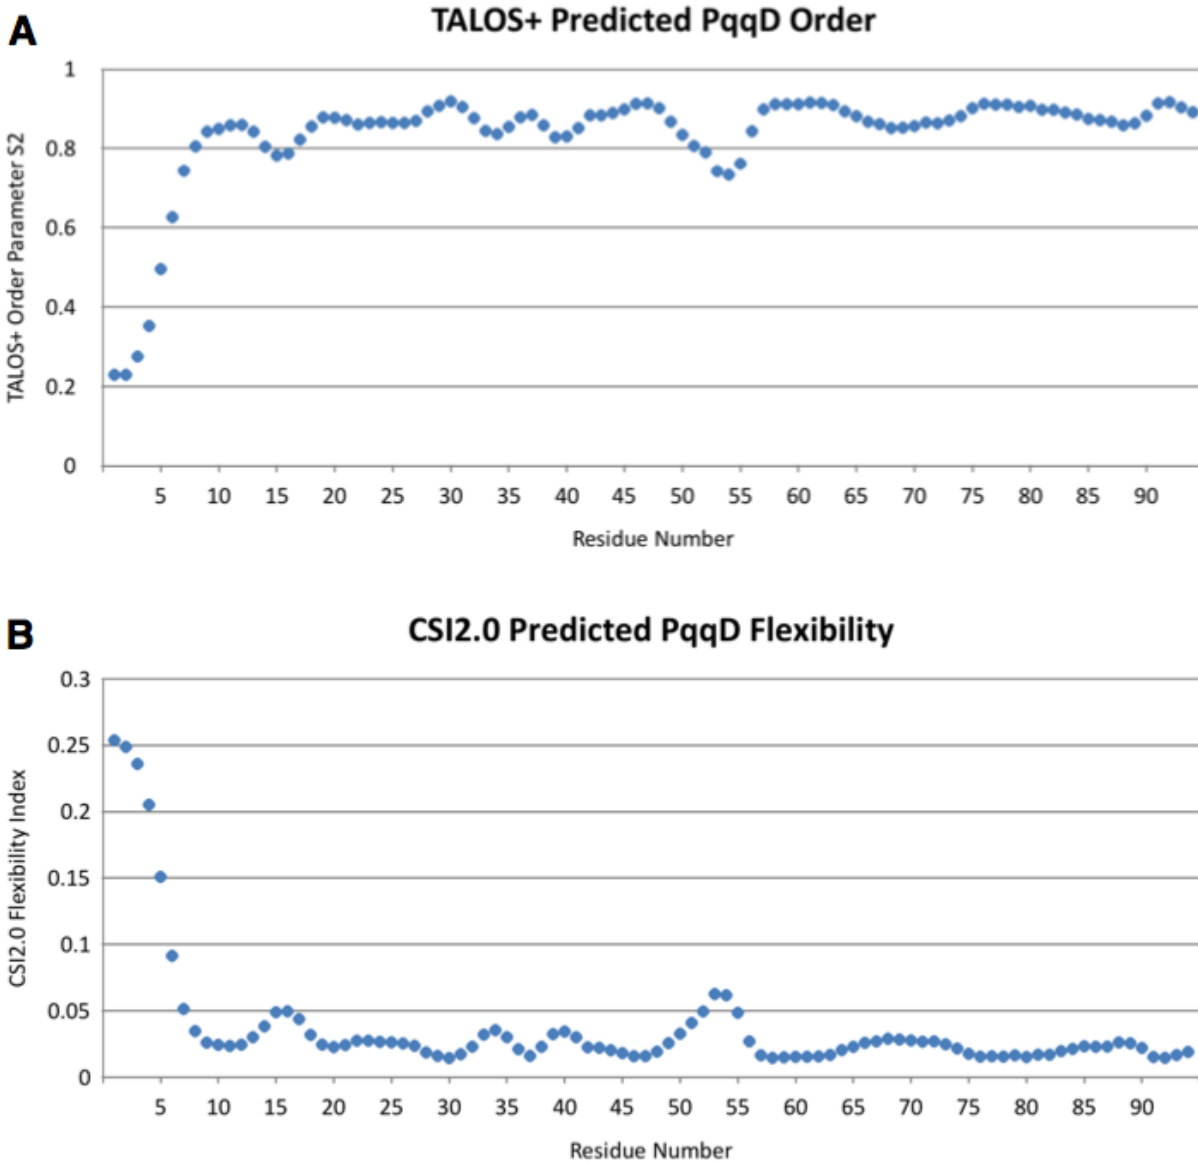 A
TALOS+ Predicted PqqD Order
TALOS+ Order Parameter S2
1
0.8
0.6
0.4
0.2
0
5 10 15 20 25 30 35 40 45 50 55 60 65 70 75 80 85 90
Residue Number
B
CSI2.0 Predicted PqqD Flexibility
CSI2.0 Flexibility Index
0.3
0.25
0.2
0.15
0.1
0.05
0
5 10 15 20 25 30 35 40 45 50 55 60 65 70 75 80 85 90
Residue Number